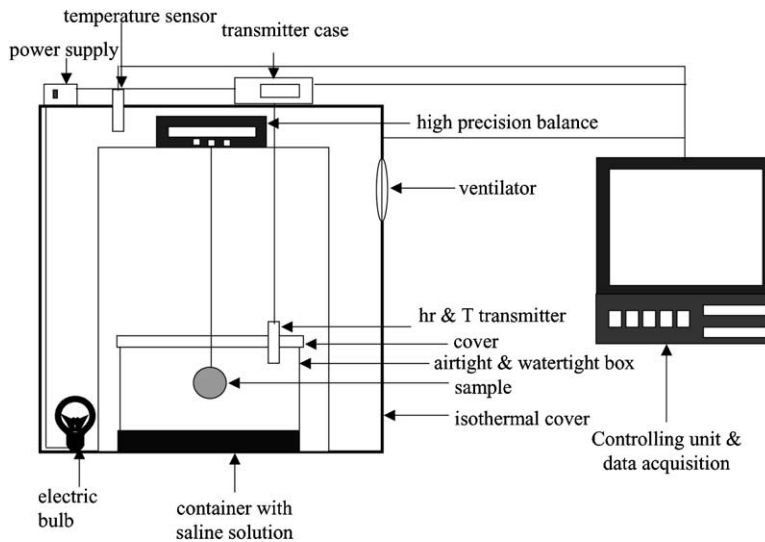 temperature sensor
transmitter case
power supply
high precision balance
ventilator
hr & T transmitter
cover
airtight & watertight box
sample
isothermal cover
Controlling unit &
data acquisition
electric
bulb
container with
saline solution